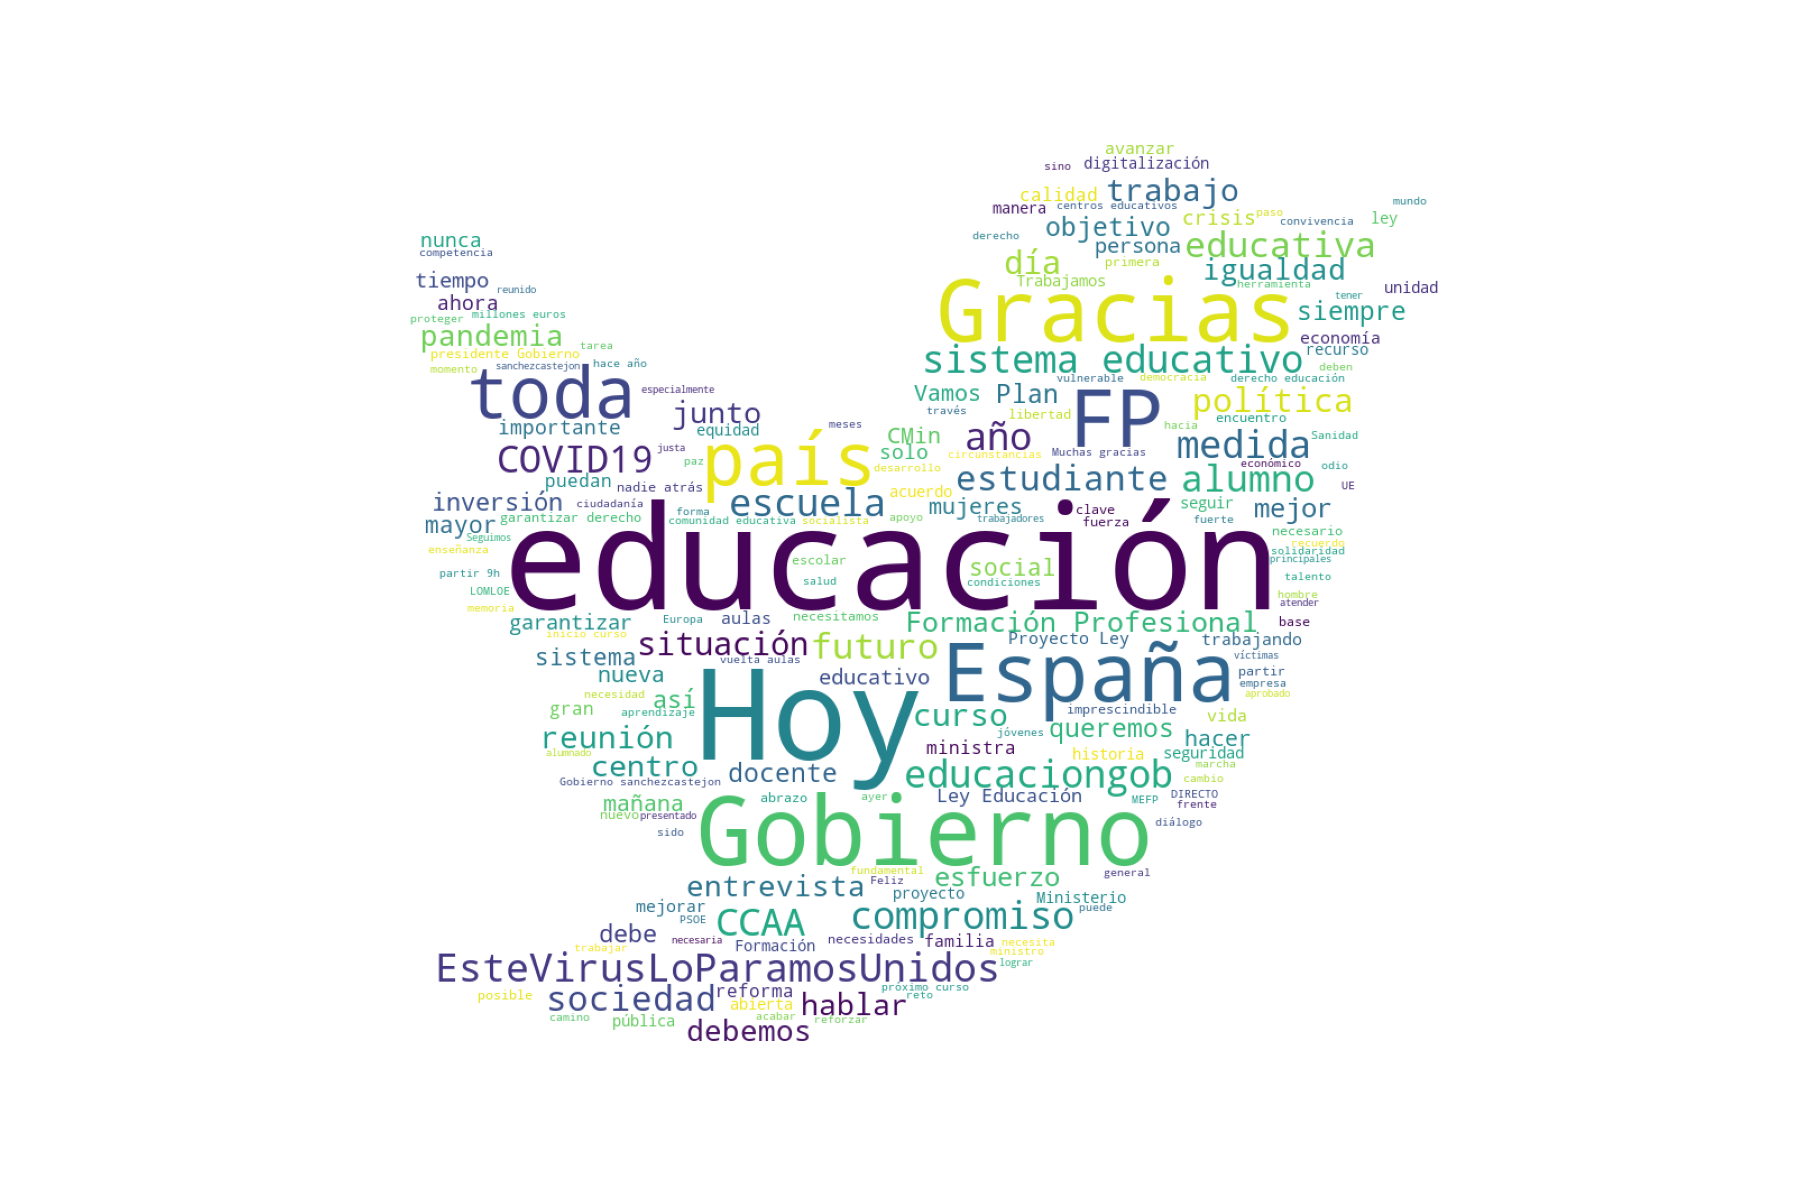 avanzar
sino digitalización
calidad trabajo
manera centros educativos
mundo
objetivo crisis paso convivencia ley
derecho persona educativa
nunca
competencia
día primera igualdad
tiempo reunido
Trabajamos herramienta tener unidad
ahora
Gracias siempre
proteger millones euros
pandemia tarea
economía
presidente Gobierno hace año
sistema educativo recurso
momento sanchezcastejon
vulnerable democracia derecho educación deben
toda especialmente
Vamos Plan FP política
junto
través libertad hacia encuentro
importante equidad meses
CMin año Muchas gracias medida Sanidad
COVID19 justa país
solo circunstancias económico odio
paz desarrollo
puedan nadie atrás
estudiante alumno UE
inversión ciudadanía escuela acuerdo mujeres clave seguir mejor
mayor garantizar derecho forma comunidad educativa socialista apoyo trabajadores fuerza fuerte
Seguimos necesario
enseñanza recuerdo
educación solidaridad
escolar social principales
partir 9h salud condiciones talento
LOMLOE hombre
memoria atender
garantizar Europa aulas necesitamos Formación Profesional base
inicio curso situación futuro Proyecto Ley trabajando
sistema vuelta aulas víctimas
nueva educativo España partir
empresa
necesidad así aprobado
gran aprendizaje Hoy curso imprescindible vida
reunión jóvenes queremos hacer
alumnado ministra historia seguridad
centro docente educaciongob marcha
Gobierno sanchezcastejon cambio
mañana abrazo ayer Ley Educación MEFP DIRECTO
nuevo presentado frente
sido Gobierno diálogo
fundamental general
entrevista Feliz esfuerzo
proyecto Ministerio
mejorar PSOE CCAA compromiso puede
debe necesaria Formación necesidades familia necesita
trabajar ministro
EsteVirusLoParamosUnidos lograr
posible sociedad reforma próximo curso
abierta hablar reto
camino pública acabar reforzar
debemos